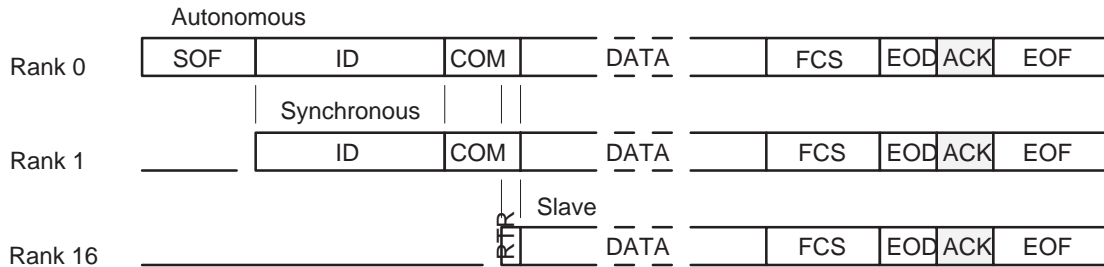 Autonomous
Rank 0 SOF ID COM DATA FCS EOD ACK EOF
Synchronous
Rank 1 ID COM DATA FCS EOD ACK EOF
Slave
Rank 16 RTR DATA FCS EOD ACK EOF